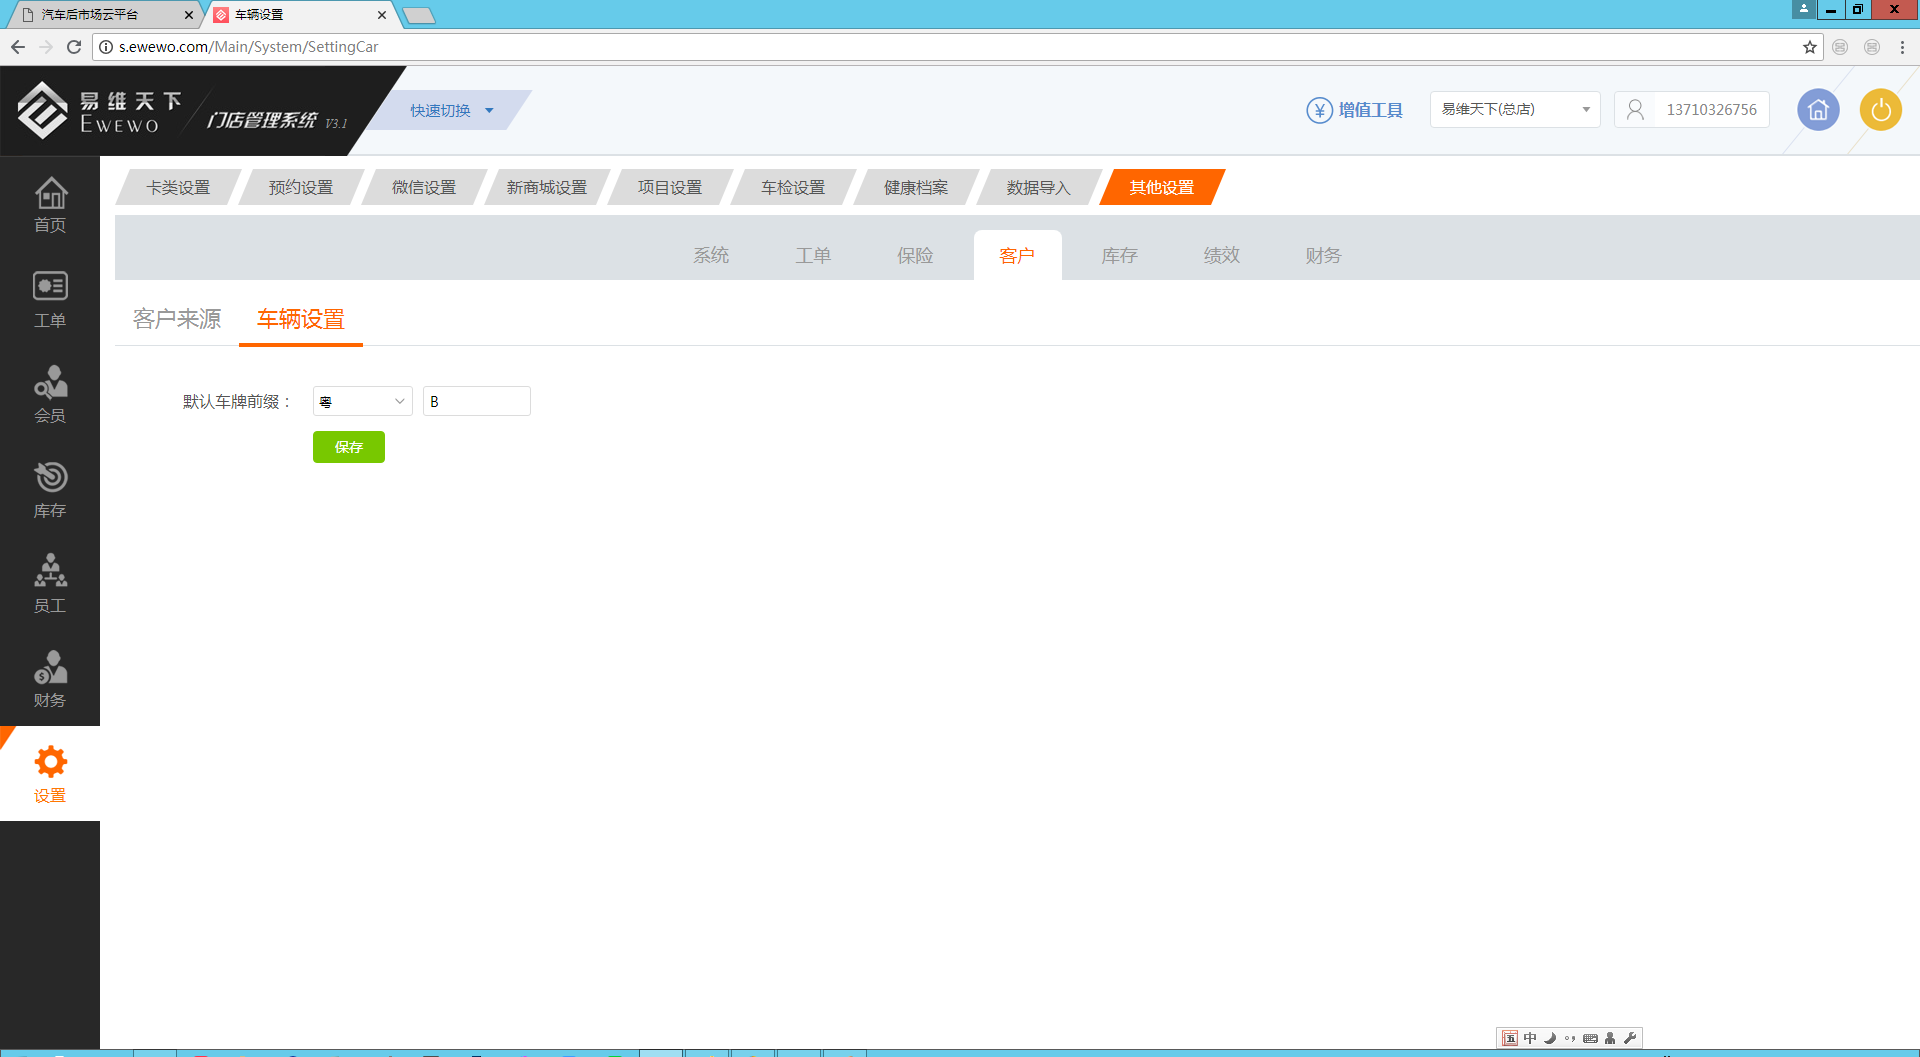 汽车后市场云平台
车辆设置
s.ewewo.com/Main/System/SettingCar
易维天下
EWEWO
门店管理系统 V3.1
快速切换
增值工具
易维天下(总店)
13710326756
卡类设置
预约设置
微信设置
新商城设置
项目设置
车检设置
健康档案
数据导入
其他设置
系统
工单
保险
客户
库存
绩效
财务
客户来源
车辆设置
默认车牌前缀：
粤
B
保存
首页
工单
会员
库存
员工
财务
设置
五 中